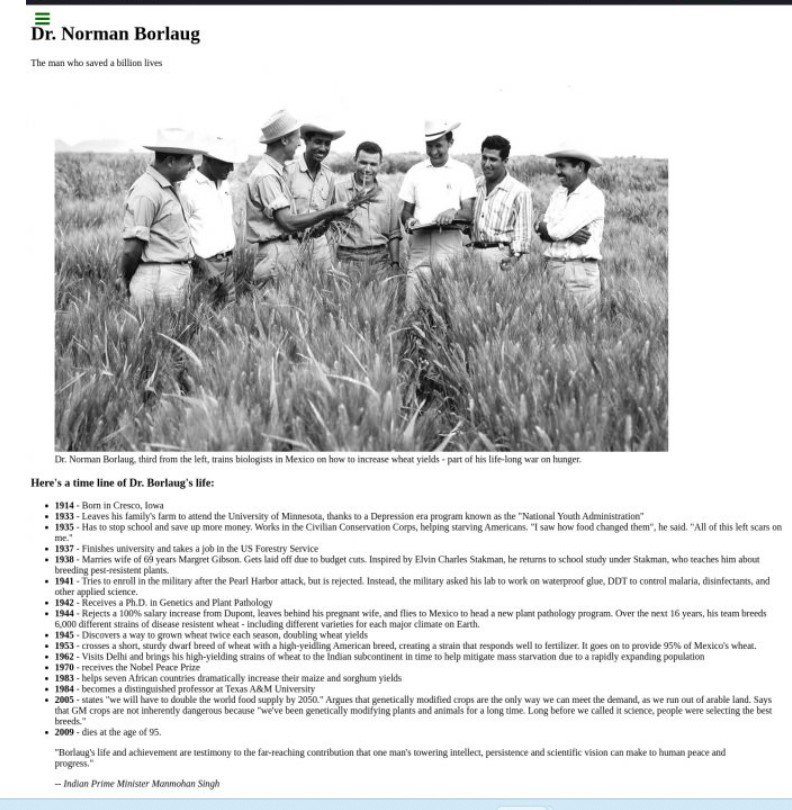 Dr. Norman Borlaug
The man who saved a billion lives
Dr. Norman Borlaug, third from the left, trains biologists in Mexico on how to increase wheat yields - part of his life-long war on hunger.
Here's a time line of Dr. Borlaug's life:
• 1914 - Born in Cresco, Iowa
• 1933 - Leaves his family's farm to attend the University of Minnesota, thanks to a Depression era program known as the "National Youth Administration"
• 1935 - Has to stop school and save up more money. Works in the Civilian Conservation Corps, helping starving Americans. "I saw how food changed them", he said. "All of this left scars on
me."
• 1937 - Finishes university and takes a job in the US Forestry Service
• 1938 - Marries wife of 69 years Margret Gibson. Gets laid off due to budget cuts. Inspired by Elvin Charles Stakman, he returns to school study under Stakman, who teaches him about
breeding pest-resistent plants.
• 1941 - Tries to enroll in the military after the Pearl Harbor attack, but is rejected. Instead, the military asked his lab to work on waterproof glue, DDT to control malaria, disinfectants, and
other applied science.
• 1942 - Receives a Ph.D. in Genetics and Plant Pathology
• 1944 - Rejects a 100% salary increase from Dupont, leaves behind his pregnant wife, and flies to Mexico to head a new plant pathology program. Over the next 16 years, his team breeds
6,000 different strains of disease resistent wheat - including different varieties for each major climate on Earth.
• 1945 - Discovers a way to grown wheat twice each season, doubling wheat yields
• 1953 - crosses a short, sturdy dwarf breed of wheat with a high-yeidling American breed, creating a strain that responds well to fertilizer. It goes on to provide 95% of Mexico's wheat.
• 1962 - Visits Delhi and brings his high-yielding strains of wheat to the Indian subcontinent in time to help mitigate mass starvation due to a rapidly expanding population
• 1970 - receives the Nobel Peace Prize
• 1983 - helps seven African countries dramatically increase their maize and sorghum yields
• 1984 - becomes a distinguished professor at Texas A&M University
• 2005 - states "we will have to double the world food supply by 2050." Argues that genetically modified crops are the only way we can meet the demand, as we run out of arable land. Says
that GM crops are not inherently dangerous because "we've been genetically modifying plants and animals for a long time. Long before we called it science, people were selecting the best
breeds."
• 2009 - dies at the age of 95.
"Borlaug's life and achievement are testimony to the far-reaching contribution that one man's towering intellect, persistence and scientific vision can make to human peace and
progress."
-- Indian Prime Minister Manmohan Singh